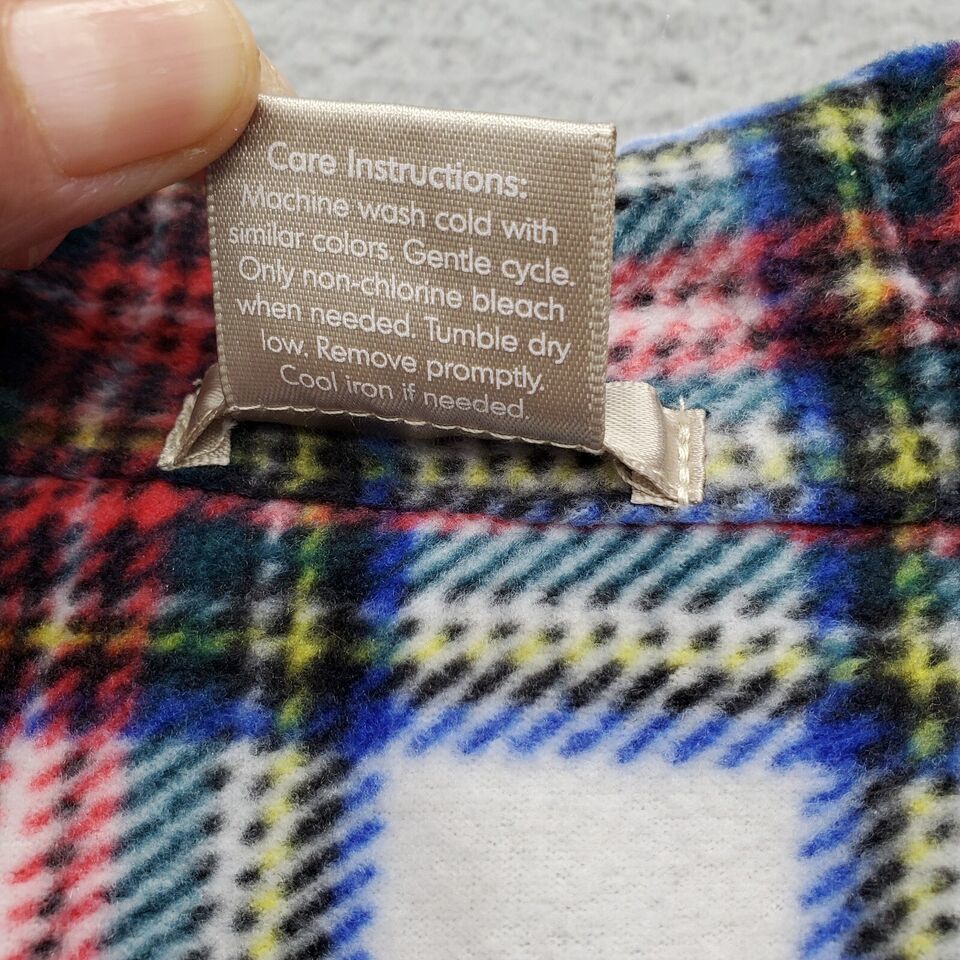 Care Instructions:
Machine wash cold with
similar colors. Gentle cycle.
Only non-chlorine bleach
when needed. Tumble dry
low. Remove promptly.
Cool iron if needed.